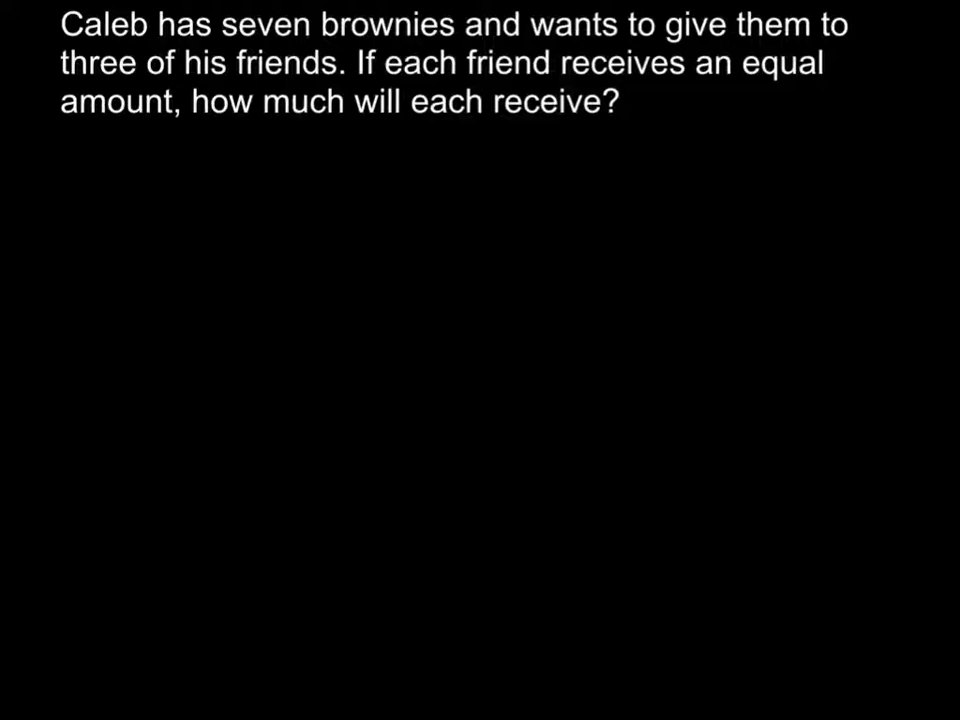 Caleb has seven brownies and wants to give them to
three of his friends. If each friend receives an equal
amount, how much will each receive?